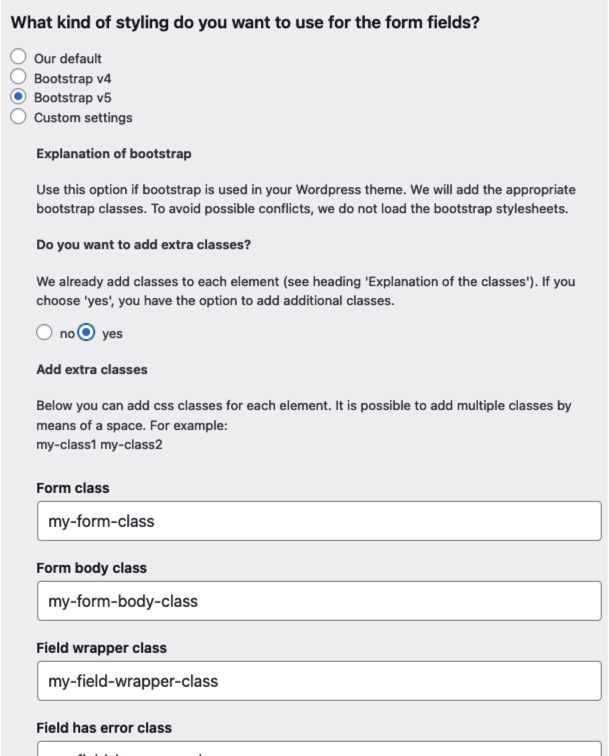 What kind of styling do you want to use for the form fields?
Our default
Bootstrap v4
Bootstrap v5
Custom settings
Explanation of bootstrap
Use this option if bootstrap is used in your Wordpress theme. We will add the appropriate
bootstrap classes. To avoid possible conflicts, we do not load the bootstrap stylesheets.
Do you want to add extra classes?
We already add classes to each element (see heading 'Explanation of the classes'). If you
choose 'yes', you have the option to add additional classes.
no yes
Add extra classes
Below you can add css classes for each element. It is possible to add multiple classes by
means of a space. For example:
my-class1 my-class2
Form class
my-form-class
Form body class
my-form-body-class
Field wrapper class
my-field-wrapper-class
Field has error class